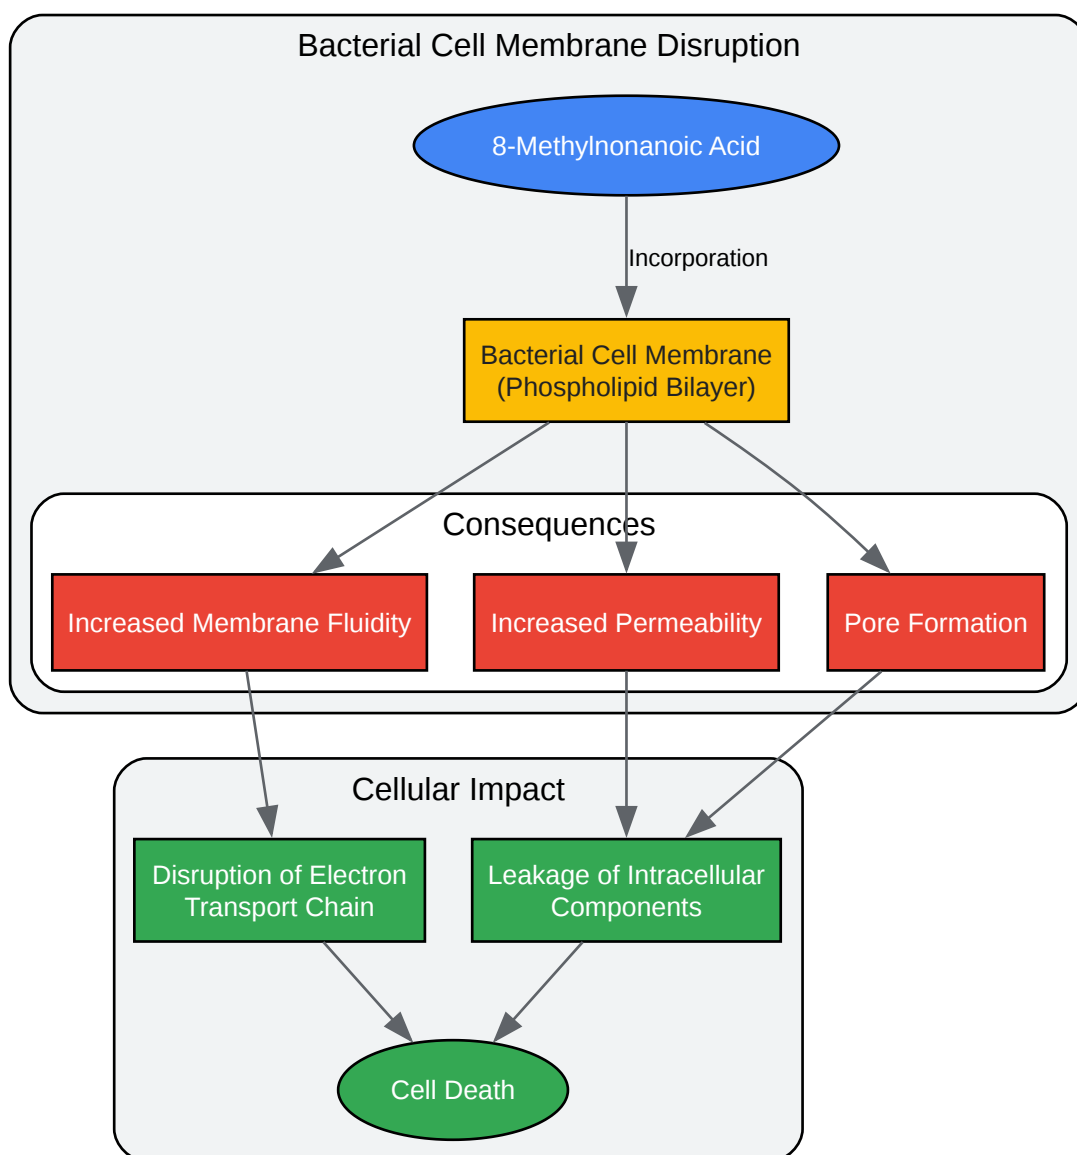 Bacterial Cell Membrane Disruption
8-Methylnonanoic Acid
Incorporation
Bacterial Cell Membrane
(Phospholipid Bilayer)
Consequences
Increased Membrane Fluidity
Increased Permeability
Pore Formation
Cellular Impact
Disruption of Electron
Transport Chain
Leakage of Intracellular
Components
Cell Death